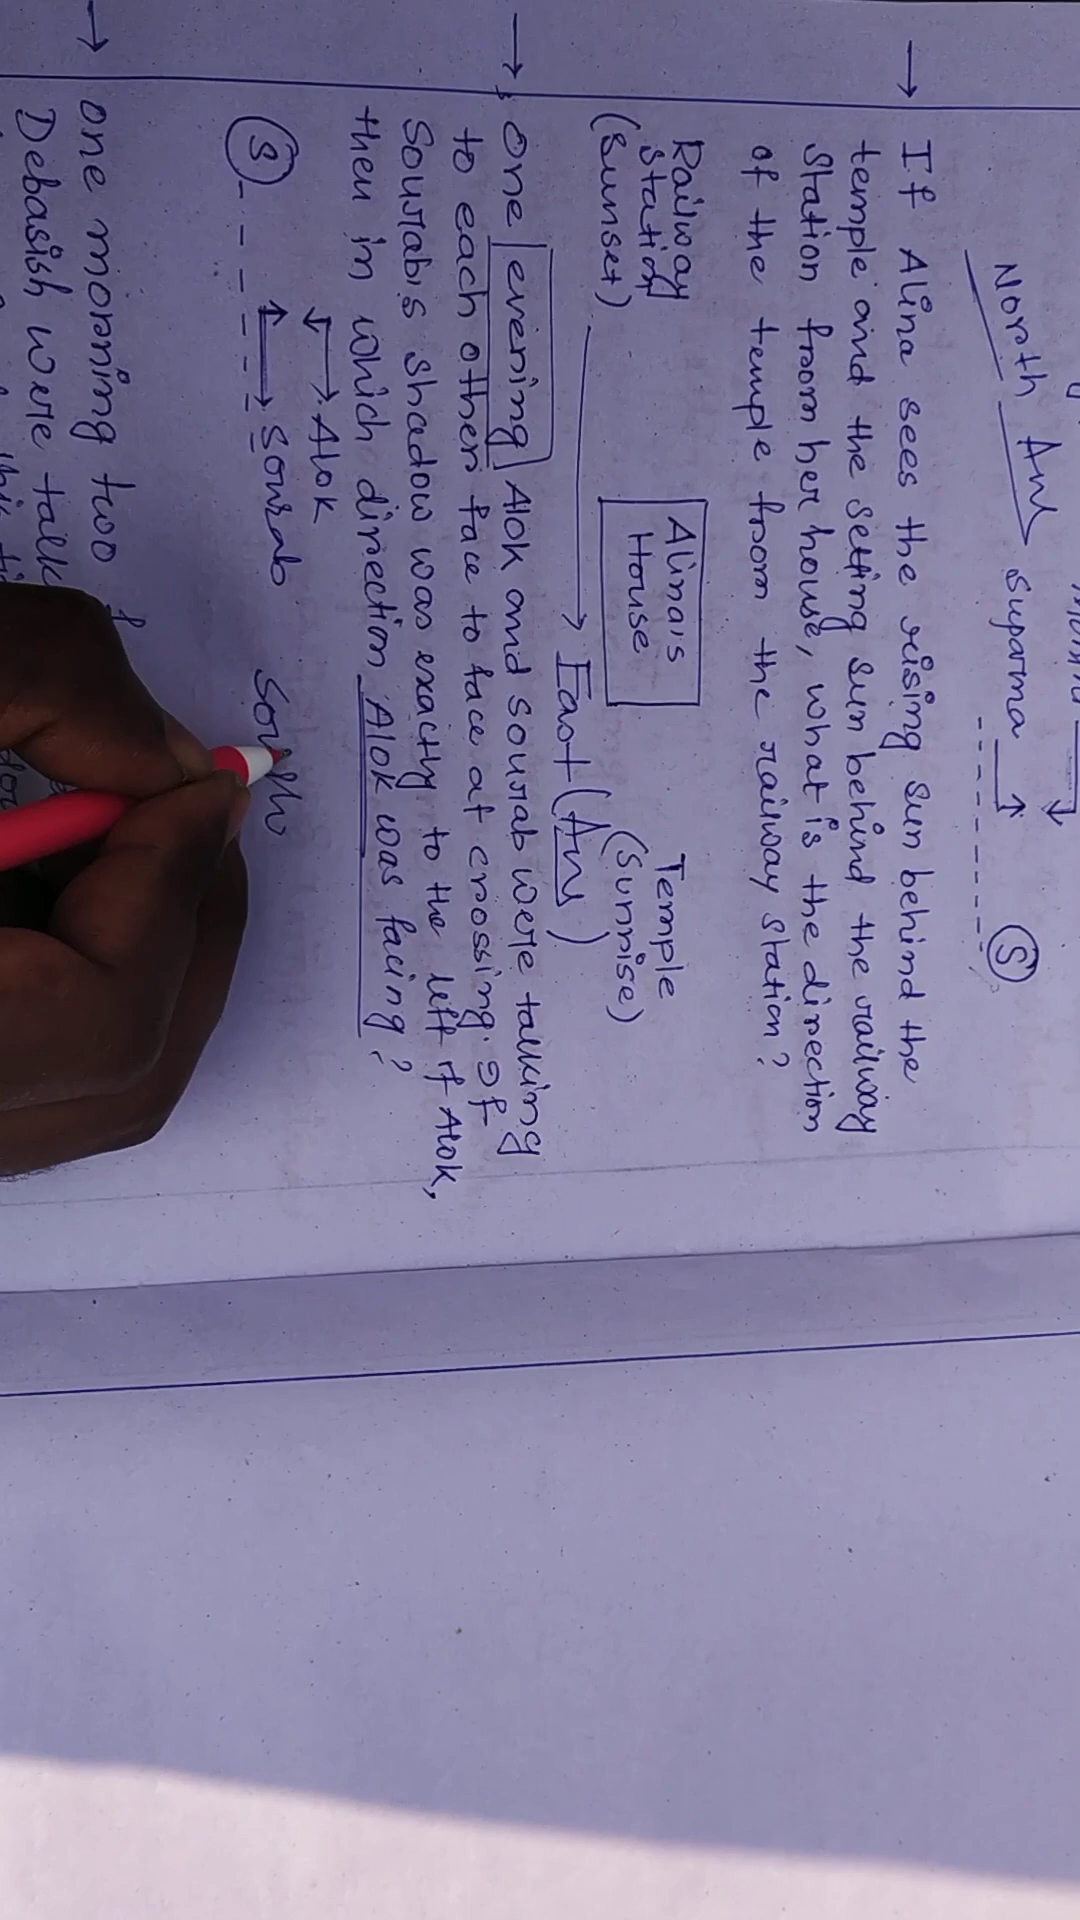 North Ans suparna
(S)
→ If Alina sees the rising sun behind the
temple and the setting sun behind the railway
station from her house, what is the direction
of the temple from the railway station?
Railway
station
(Sunset)
Alina's
House
Temple
(Sunrise)
East (Ans)
→ One evening Alok and sourab were talking
to each other face to face at crossing. If
Sourab's shadow was exacty to the left of Alok,
then in which direction Alok was facing?
Alok
(S) Sourab South
→ One morning two
Debasish were talk